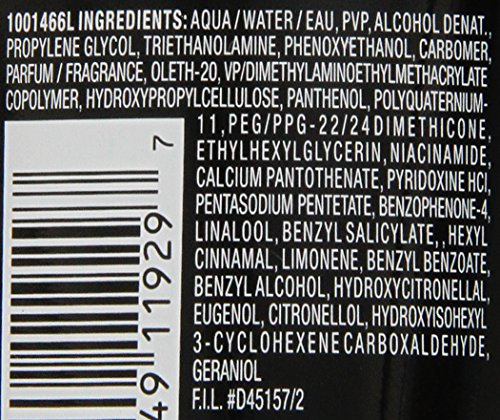 1001466L INGREDIENTS: AQUA / WATER / EAU, PVP, ALCOHOL DENAT.,
PROPYLENE GLYCOL, TRIETHANOLAMINE, PHENOXYETHANOL, CARBOMER,
PARFUM / FRAGRANCE, OLETH-20, VP/DIMETHYLAMINOETHYLMETHACRYLATE
COPOLYMER, HYDROXYPROPYLCELLULOSE, PANTHENOL, POLYQUATERNIUM-
11, PEG/PPG-22/24 DIMETHICONE,
ETHYLHEXYLGLYCERIN, NIACINAMIDE,
CALCIUM PANTOTHENATE, PYRIDOXINE HCl,
PENTASODIUM PENTETATE, BENZOPHENONE-4,
LINALOOL, BENZYL SALICYLATE, , HEXYL
CINNAMAL, LIMONENE, BENZYL BENZOATE,
BENZYL ALCOHOL, HYDROXYCITRONELLAL,
EUGENOL, CITRONELLOL, HYDROXYISOHEXYL
3-CYCLOHEXENE CARBOXALDEHYDE,
GERANIOL
F.I.L. #D45157/2
49 11929 7